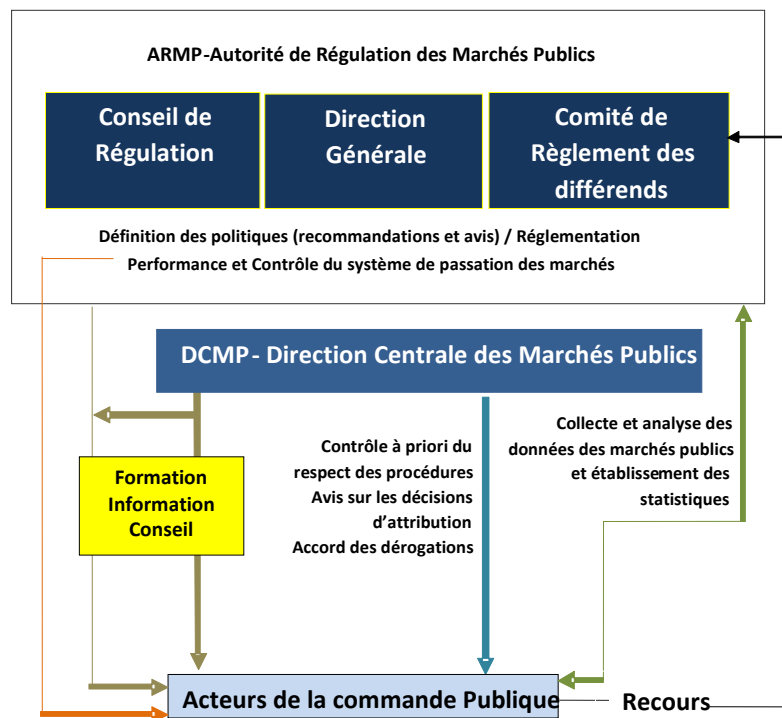 ARMP-Autorité de Régulation des Marchés Publics
Conseil de
Régulation
Direction
Générale
Comité de
Règlement des
différends
Définition des politiques (recommandations et avis) / Réglementation
Performance et Contrôle du système de passation des marchés
DCMP- Direction Centrale des Marchés Publics
Formation
Information
Conseil
Contrôle à priori du
respect des procédures
Avis sur les décisions
d’attribution
Accord des dérogations
Collecte et analyse des
données des marchés publics
et établissement des
statistiques
Acteurs de la commande Publique
Recours